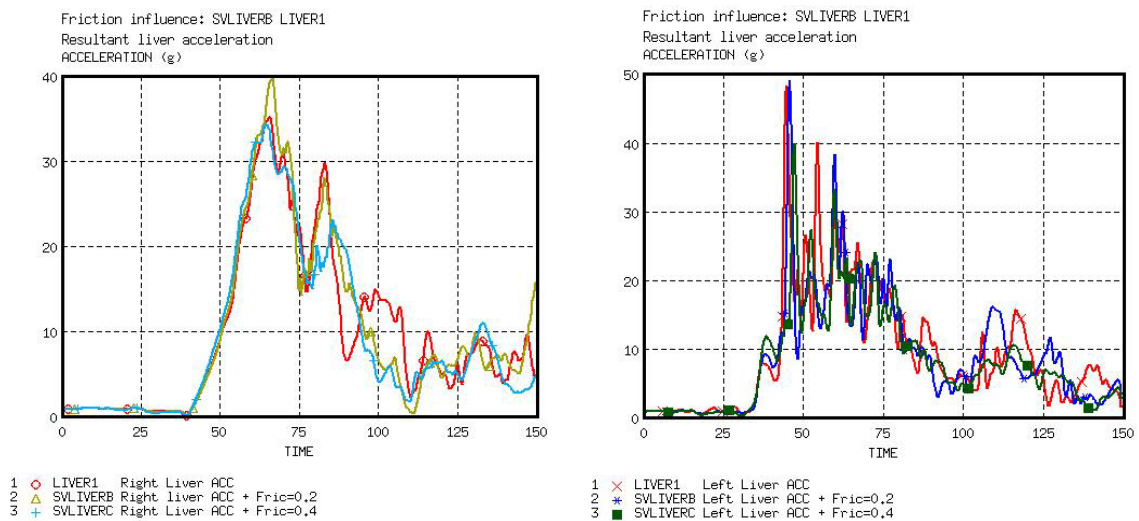 Friction influence: SVLIVERB LIVER1
Resultant liver acceleration
ACCELERATION (g)
40
30
20
10
0
0 25 50 75 100 125 150
TIME
1 LIVER1 Right Liver ACC
2 SVLIVERB Right liver ACC + Fric=0.2
3 SVLIVERC Right Liver ACC + Fric=0.4
Friction influence: SVLIVERB LIVER1
Resultant liver acceleration
ACCELERATION (g)
50
40
30
20
10
0
0 25 50 75 100 125 150
TIME
1 LIVER1 Left Liver ACC
2 SVLIVERB Left Liver ACC + Fric=0.2
3 SVLIVERC Left Liver ACC + Fric=0.4